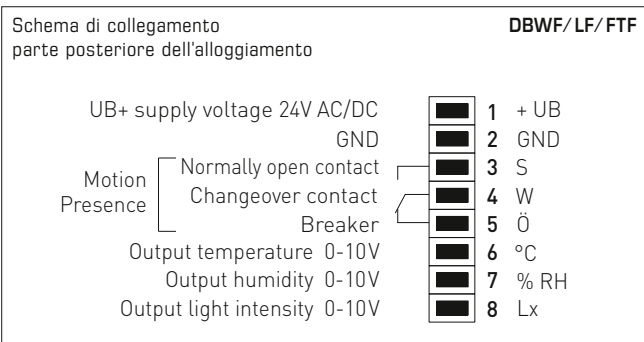 Schema di collegamento DBWF/LF/FTF
parte posteriore dell'alloggiamento
UB+ supply voltage 24V AC/DC 1 + UB
GND 2 GND
Motion Presence
Normally open contact 3 S
Changeover contact 4 W
Breaker 5 Ö
Output temperature 0-10V 6 °C
Output humidity 0-10V 7 % RH
Output light intensity 0-10V 8 Lx